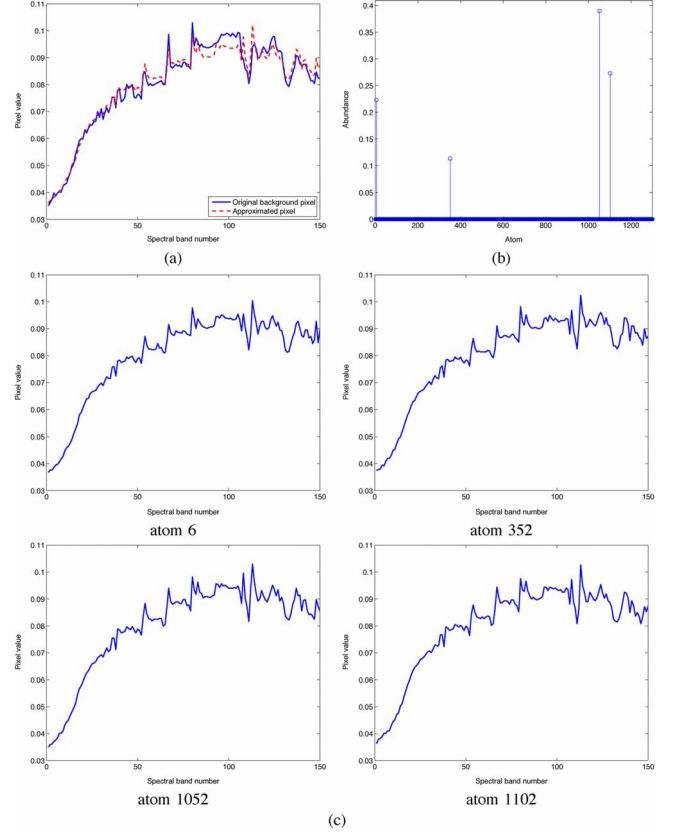 0.11
0.1
0.09
0.08
0.07
0.06
0.05
0.04
0.03
Pixel value
0 50 100 150
Spectral band number
Original background pixel
Approximated pixel
(a)
0.4
0.35
0.3
0.25
0.2
0.15
0.1
0.05
0
Abundance
0 200 400 600 800 1000 1200
Atom
(b)
0.11
0.1
0.09
0.08
0.07
0.06
0.05
0.04
0.03
Pixel value
0 50 100 150
Spectral band number
atom 6
0.11
0.1
0.09
0.08
0.07
0.06
0.05
0.04
0.03
Pixel value
0 50 100 150
Spectral band number
atom 352
0.11
0.1
0.09
0.08
0.07
0.06
0.05
0.04
0.03
Pixel value
0 50 100 150
Spectral band number
atom 1052
0.11
0.1
0.09
0.08
0.07
0.06
0.05
0.04
0.03
Pixel value
0 50 100 150
Spectral band number
atom 1102
(c)